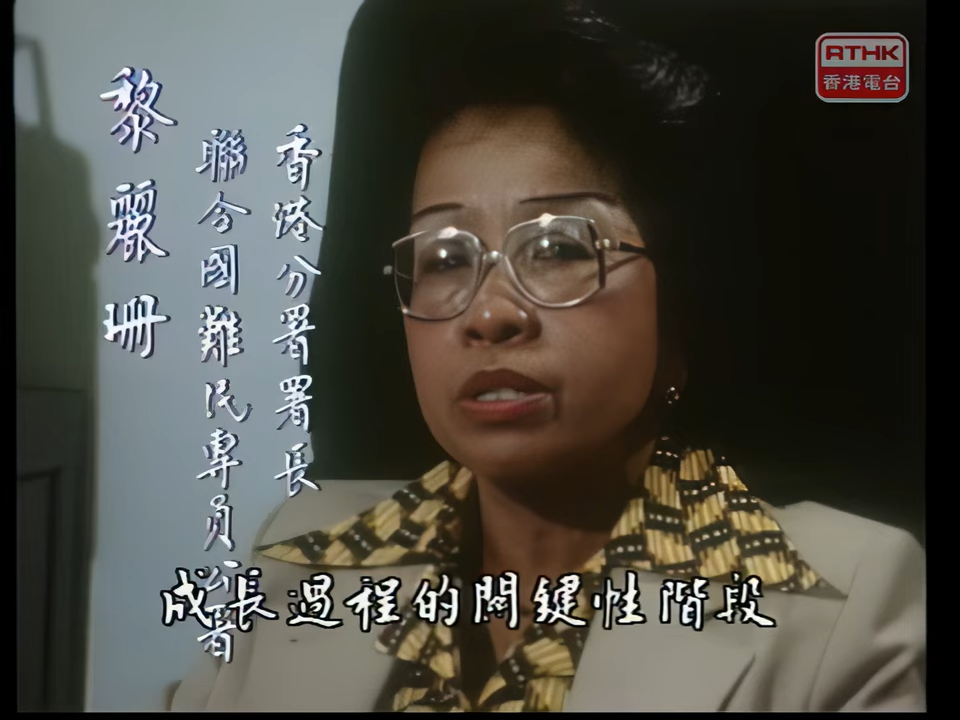 RTHK
香港電台
黎麗珊
聯合國難民專員公署
香港分署署長
成長過程的關鍵性階段